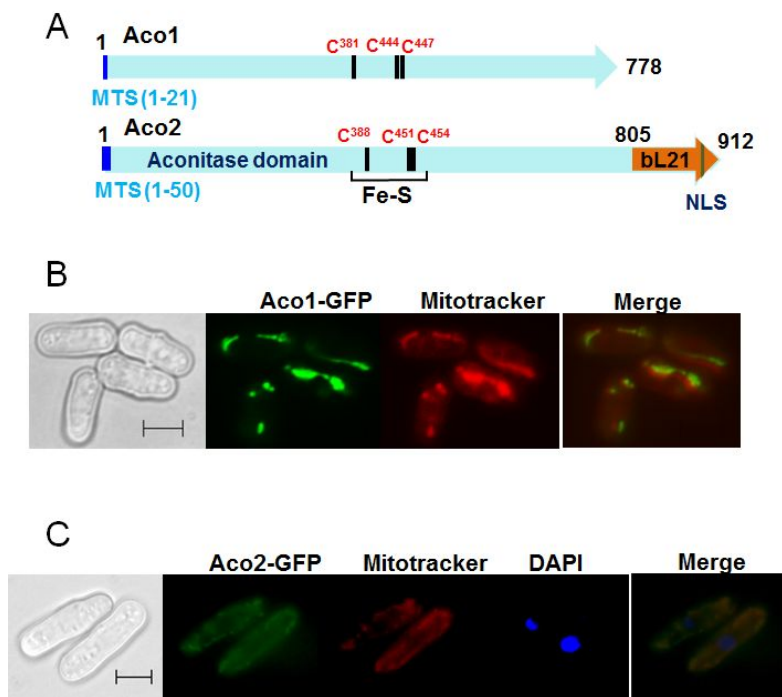 A
1 Aco1 C381 C444 C447 778
MTS(1-21)
1 Aco2 C388 C451 C454 805 912
Aconitase domain bL21
MTS(1-50) Fe-S NLS
B
Aco1-GFP Mitotracker Merge
C
Aco2-GFP Mitotracker DAPI Merge